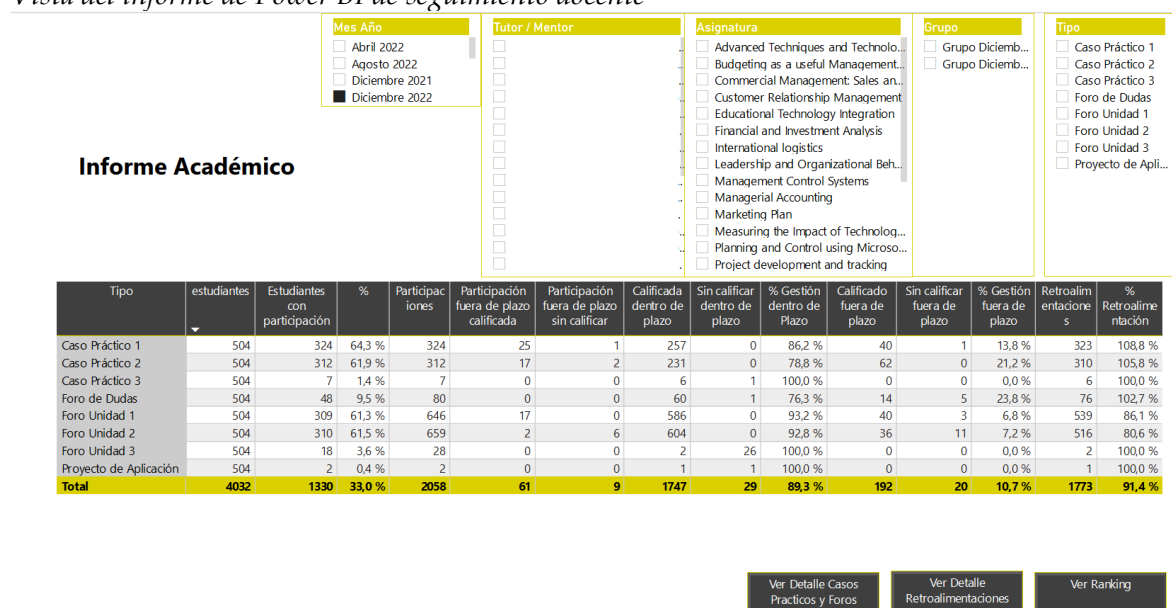 Vista del informe de Power BI de seguimiento docente
Mes Año
Abril 2022
Agosto 2022
Diciembre 2021
Diciembre 2022
Tutor / Mentor
Asignatura
Advanced Techniques and Technolo...
Budgeting as a useful Management...
Commercial Management: Sales an...
Customer Relationship Management
Educational Technology Integration
Financial and Investment Analysis
International logistics
Leadership and Organizational Beh...
Management Control Systems
Managerial Accounting
Marketing Plan
Measuring the Impact of Technolog...
Planning and Control using Microso...
Project development and tracking
Grupo
Grupo Diciemb...
Grupo Diciemb...
Tipo
Caso Práctico 1
Caso Práctico 2
Caso Práctico 3
Foro de Dudas
Foro Unidad 1
Foro Unidad 2
Foro Unidad 3
Proyecto de Apli...
Informe Académico
Tipo estudiantes Estudiantes con participación % Participac iones Participación fuera de plazo calificada Participación fuera de plazo sin calificar Calificada dentro de plazo Sin calificar dentro de plazo % Gestión dentro de Plazo Calificado fuera de plazo Sin calificar fuera de plazo % Gestión fuera de plazo Retroalim entacione s % Retroalime ntación
Caso Práctico 1 504 324 64,3 % 324 25 1 257 0 86,2 % 40 1 13,8 % 323 108,8 %
Caso Práctico 2 504 312 61,9 % 312 17 2 231 0 78,8 % 62 0 21,2 % 310 105,8 %
Caso Práctico 3 504 7 1,4 % 7 0 0 6 1 100,0 % 0 0 0,0 % 6 100,0 %
Foro de Dudas 504 48 9,5 % 80 0 0 60 1 76,3 % 14 5 23,8 % 76 102,7 %
Foro Unidad 1 504 309 61,3 % 646 17 0 586 0 93,2 % 40 3 6,8 % 539 86,1 %
Foro Unidad 2 504 310 61,5 % 659 2 6 604 0 92,8 % 36 11 7,2 % 516 80,6 %
Foro Unidad 3 504 18 3,6 % 28 0 0 2 26 100,0 % 0 0 0,0 % 2 100,0 %
Proyecto de Aplicación 504 2 0,4 % 2 0 0 1 1 100,0 % 0 0 0,0 % 1 100,0 %
Total 4032 1330 33,0 % 2058 61 9 1747 29 89,3 % 192 20 10,7 % 1773 91,4 %
Ver Detalle Casos
Practicos y Foros
Ver Detalle
Retroalimentaciones
Ver Ranking